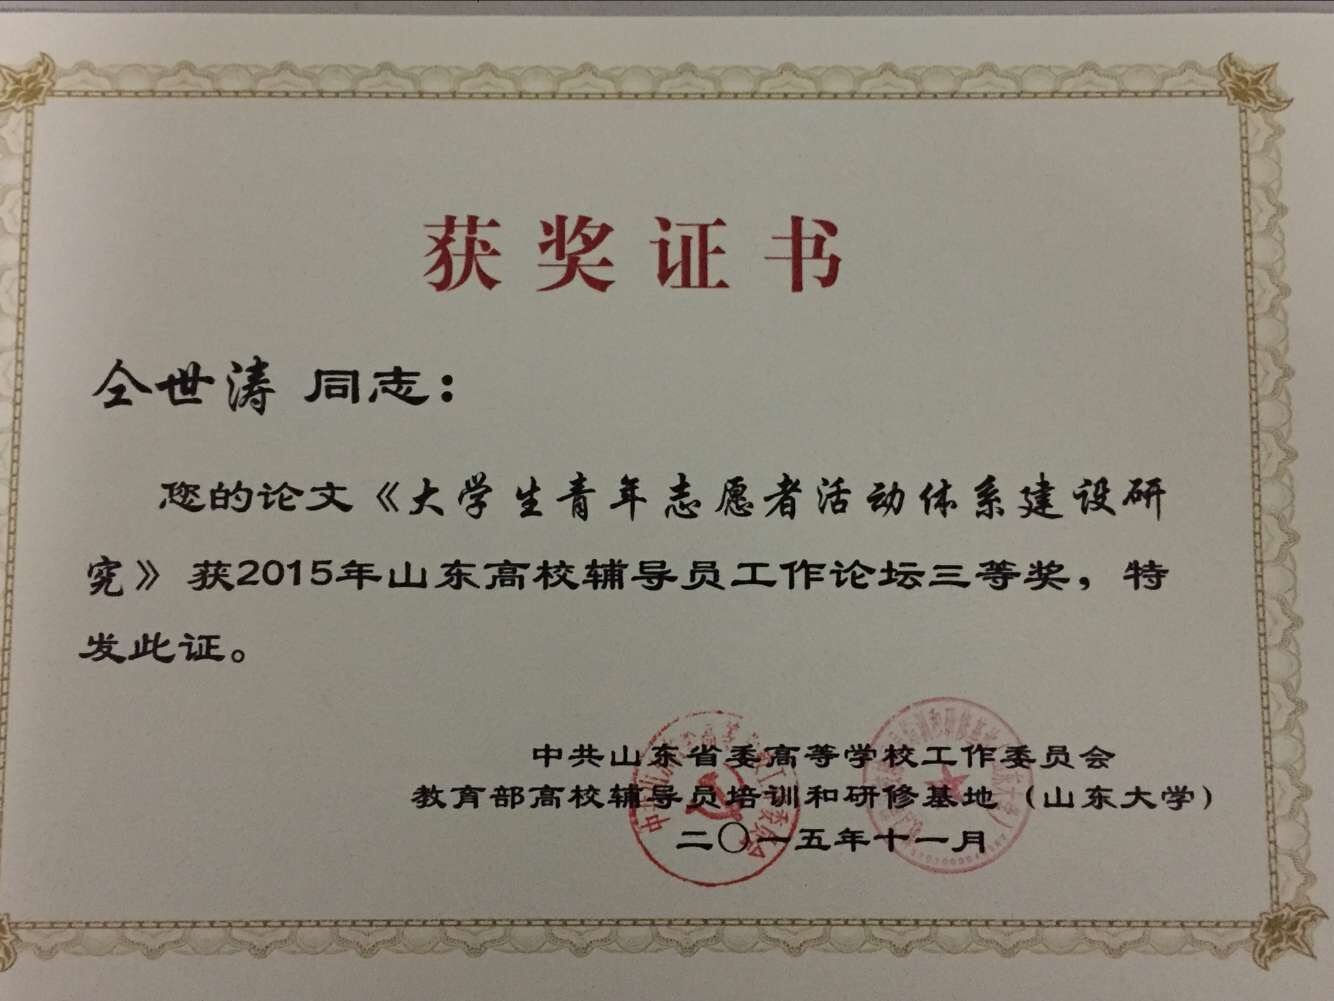 获奖证书
仝世涛 同志：
您的论文《大学生青年志愿者活动体系建设研
究》获2015年山东高校辅导员工作论坛三等奖，特
发此证。
中共山东省委高等学校工作委员会
教育部高校辅导员培训和研修基地（山东大学）
二〇一五年十一月